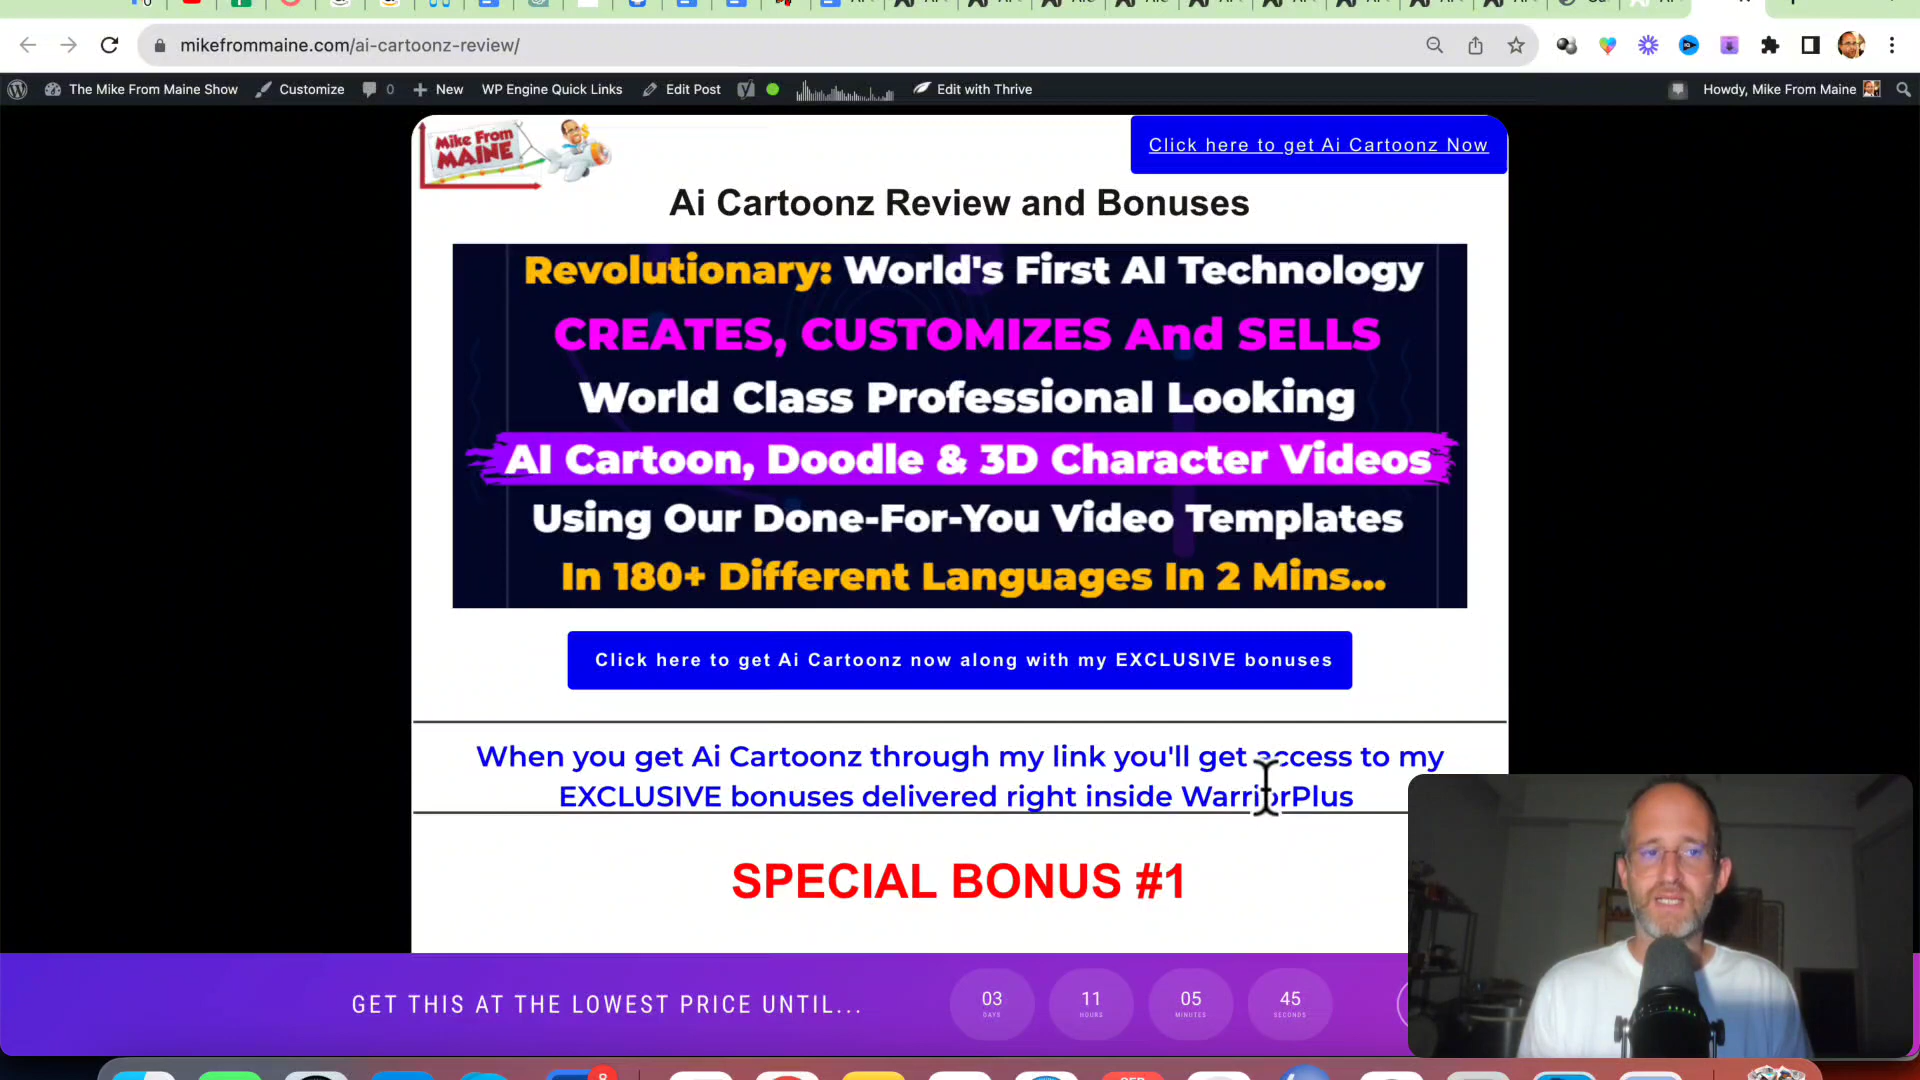 mikefrommaine.com/ai-cartoonz-review/
The Mike From Maine Show Customize 0 New WP Engine Quick Links Edit Post Edit with Thrive Howdy, Mike From Maine
Mike From
MAINE
Click here to get Ai Cartoonz Now
Ai Cartoonz Review and Bonuses
Revolutionary: World's First AI Technology
CREATES, CUSTOMIZES And SELLS
World Class Professional Looking
AI Cartoon, Doodle & 3D Character Videos
Using Our Done-For-You Video Templates
In 180+ Different Languages In 2 Mins...
Click here to get Ai Cartoonz now along with my EXCLUSIVE bonuses
When you get Ai Cartoonz through my link you'll get access to my
EXCLUSIVE bonuses delivered right inside WarriorPlus
SPECIAL BONUS #1
GET THIS AT THE LOWEST PRICE UNTIL...
03 11 05 45
DAYS HOURS MINUTES SECONDS